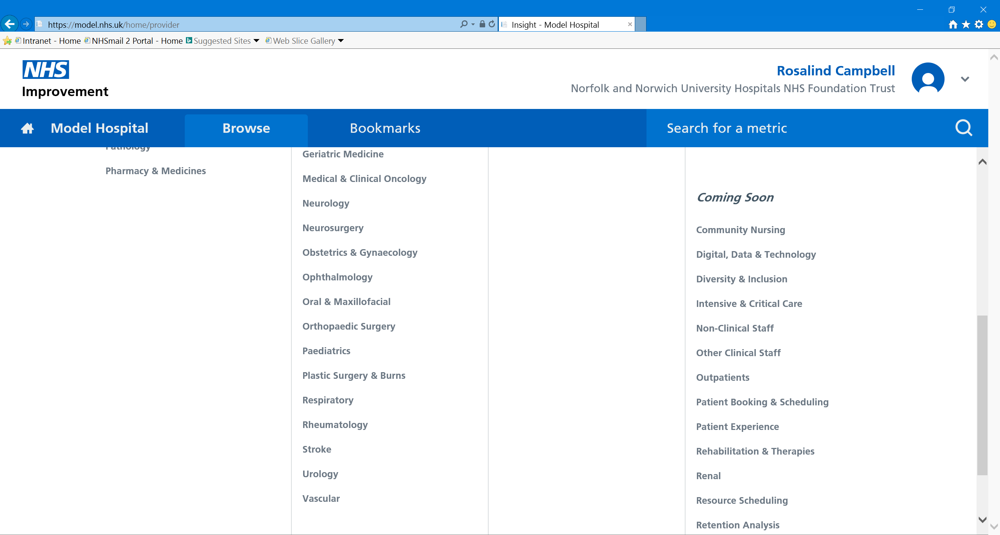 https://model.nhs.uk/home/provider
Insight - Model Hospital
Intranet - Home
NHSmail 2 Portal - Home
Suggested Sites
Web Slice Gallery
NHS
Improvement
Rosalind Campbell
Norfolk and Norwich University Hospitals NHS Foundation Trust
Model Hospital
Browse
Bookmarks
Search for a metric
Pathology
Pharmacy & Medicines
Geriatric Medicine
Medical & Clinical Oncology
Neurology
Neurosurgery
Obstetrics & Gynaecology
Ophthalmology
Oral & Maxillofacial
Orthopaedic Surgery
Paediatrics
Plastic Surgery & Burns
Respiratory
Rheumatology
Stroke
Urology
Vascular
Coming Soon
Community Nursing
Digital, Data & Technology
Diversity & Inclusion
Intensive & Critical Care
Non-Clinical Staff
Other Clinical Staff
Outpatients
Patient Booking & Scheduling
Patient Experience
Rehabilitation & Therapies
Renal
Resource Scheduling
Retention Analysis